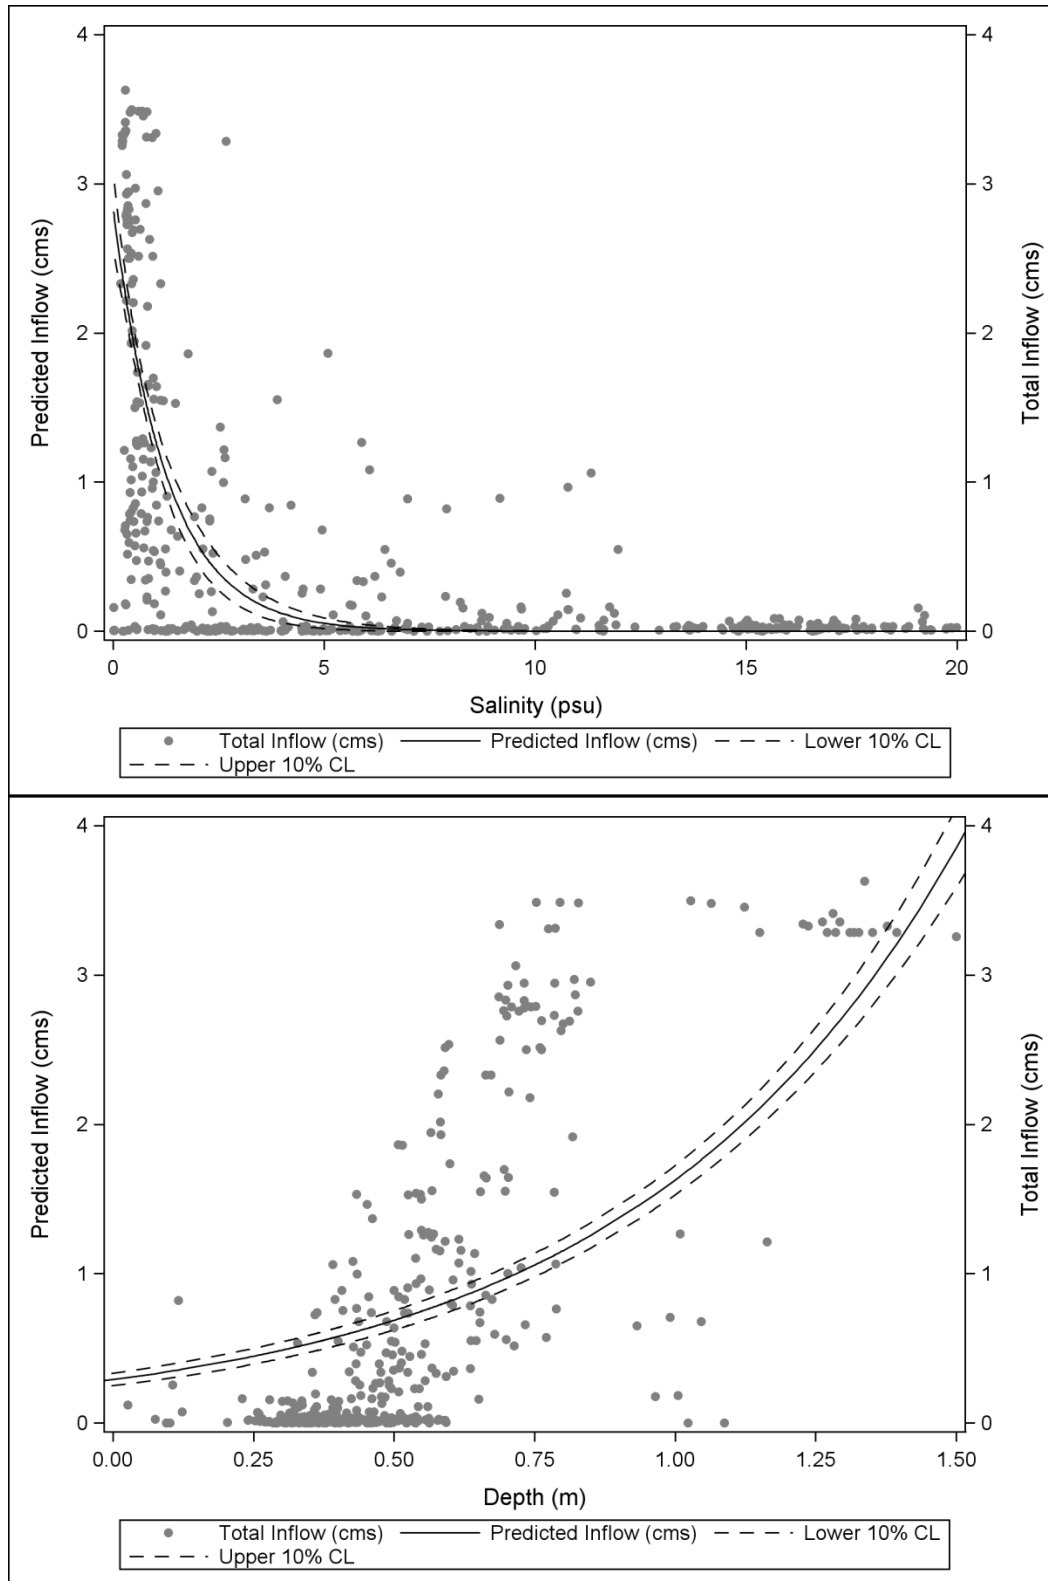 4
3
2
1
0
Predicted Inflow (cms)
4
3
2
1
0
Total Inflow (cms)
0 5 10 15 20
Salinity (psu)
Total Inflow (cms) Predicted Inflow (cms) Lower 10% CL
Upper 10% CL
4
3
2
1
0
Predicted Inflow (cms)
4
3
2
1
0
Total Inflow (cms)
0.00 0.25 0.50 0.75 1.00 1.25 1.50
Depth (m)
Total Inflow (cms) Predicted Inflow (cms) Lower 10% CL
Upper 10% CL